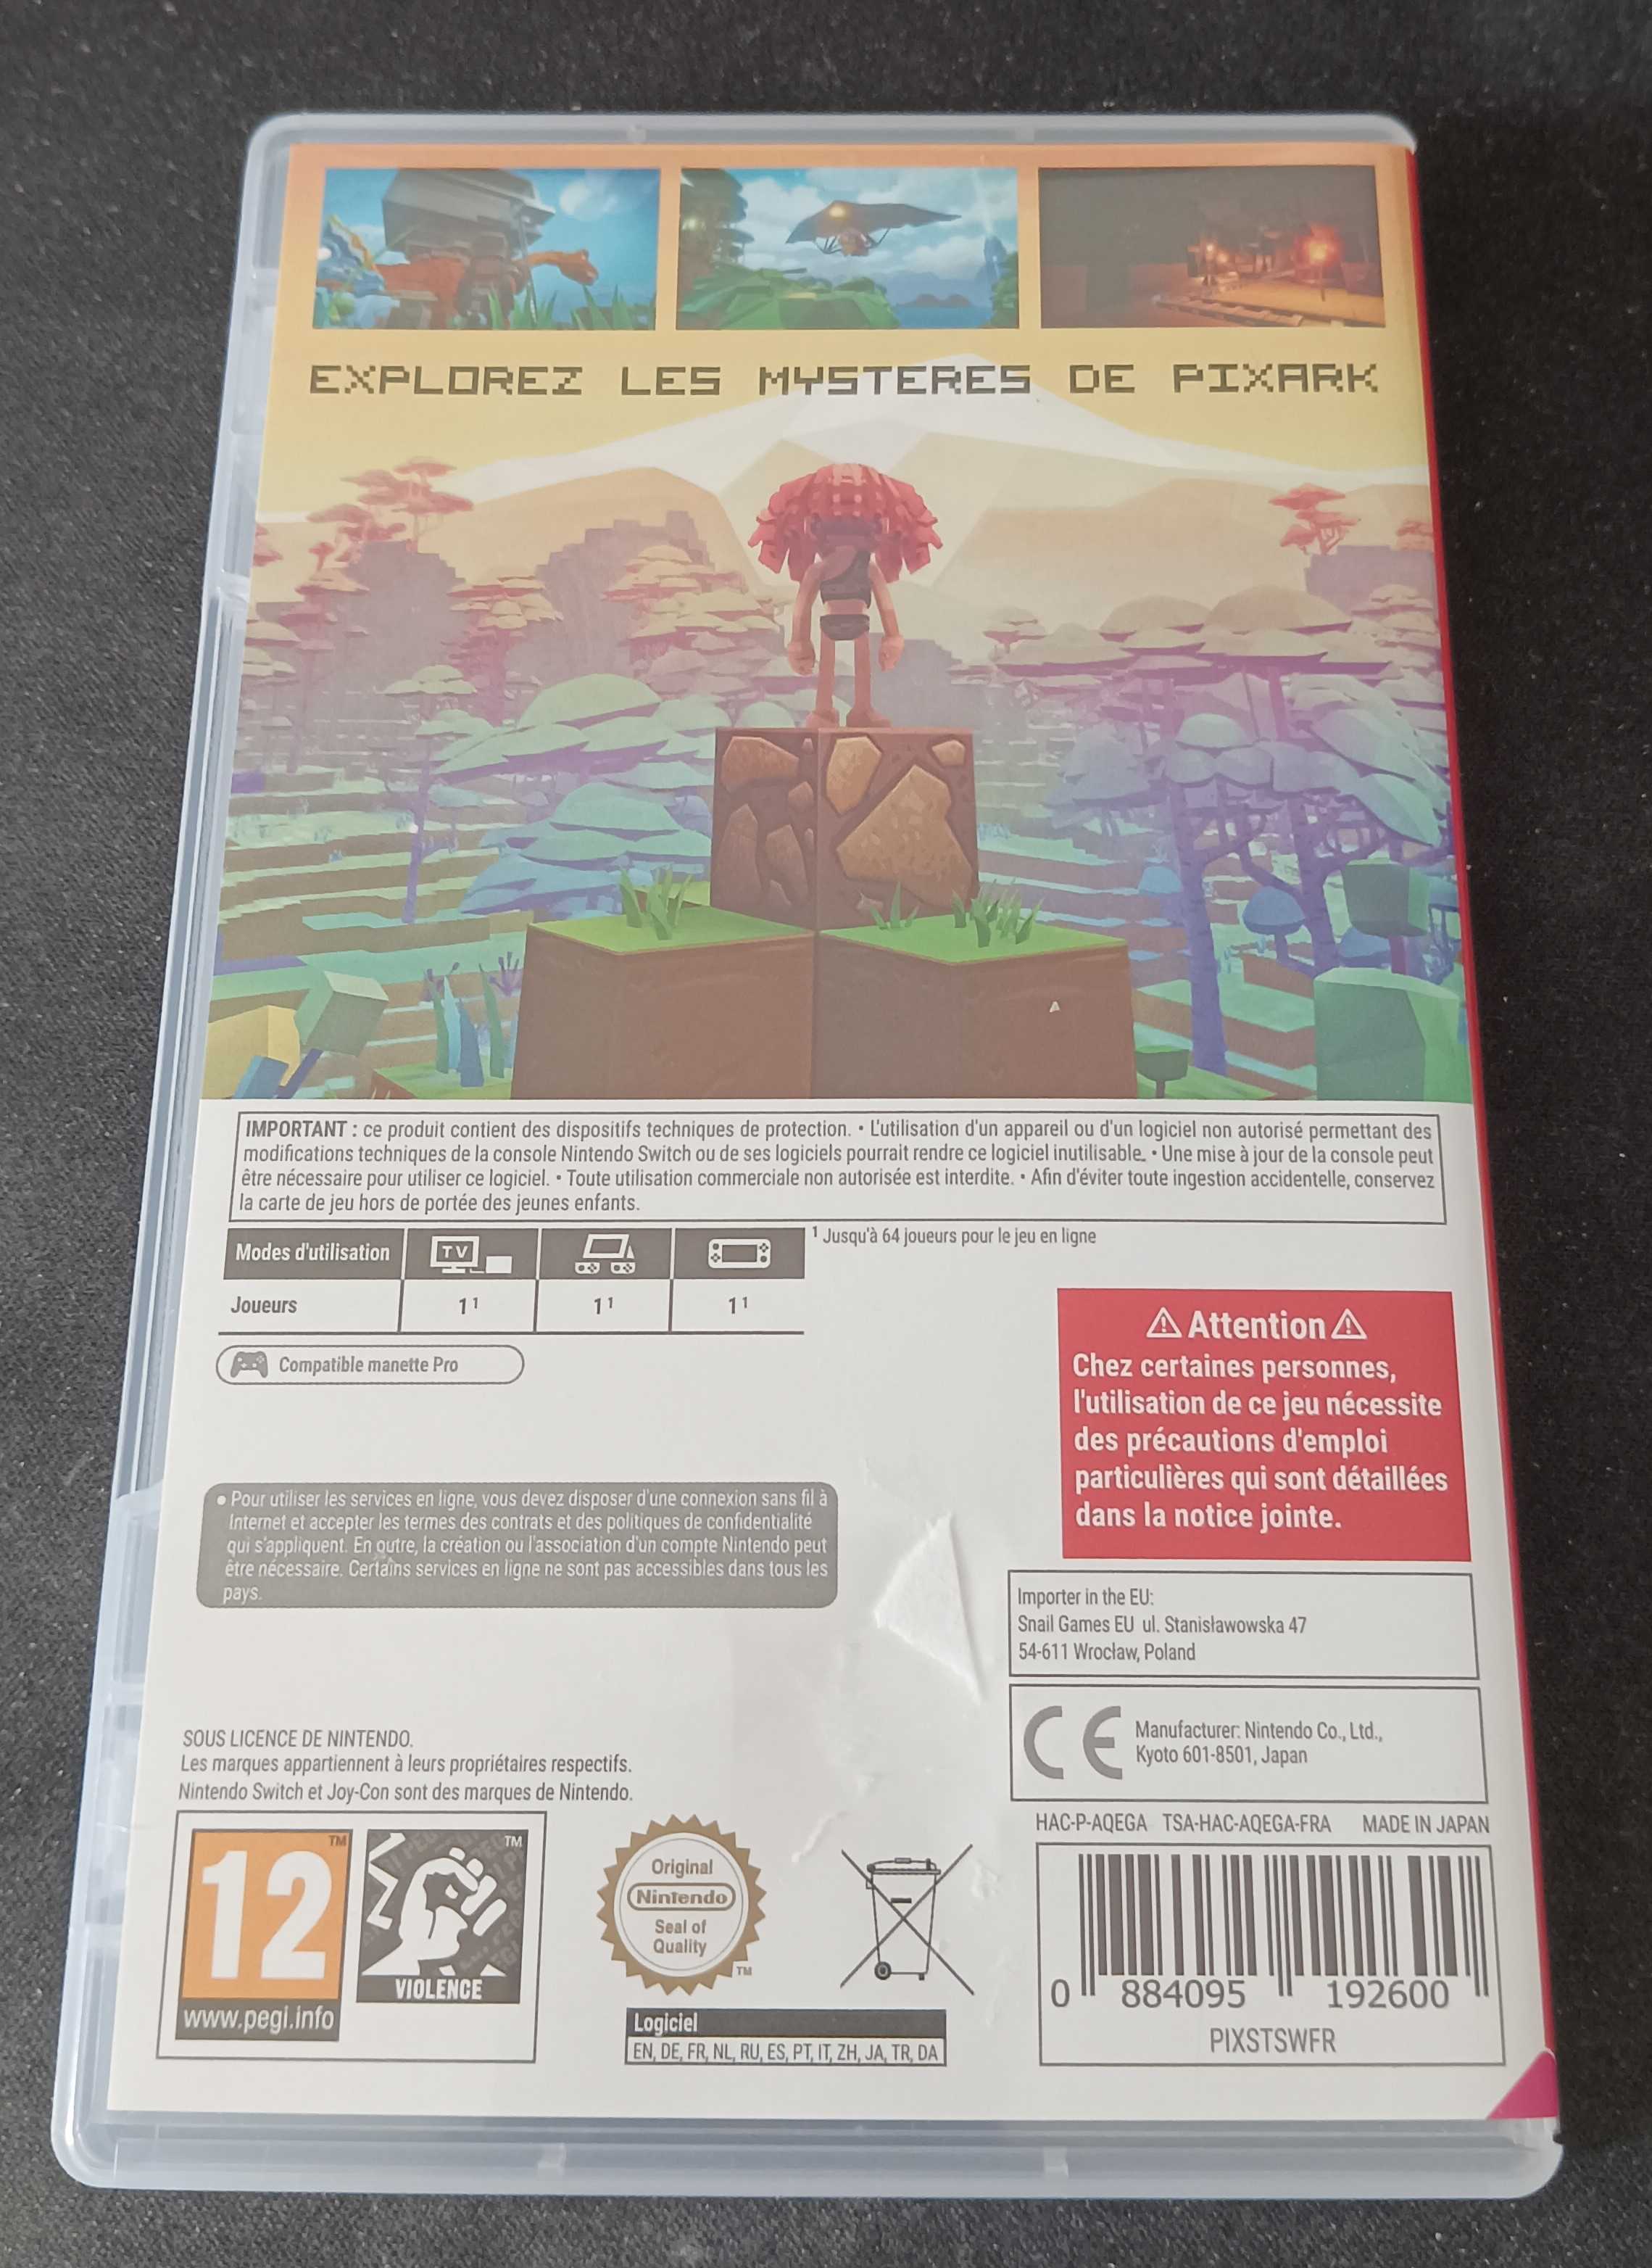 EXPLOREZ LES MYSTERES DE PIXARK
IMPORTANT : ce produit contient des dispositifs techniques de protection. • L'utilisation d'un appareil ou d'un logiciel non autorisé permettant des
modifications techniques de la console Nintendo Switch ou de ses logiciels pourrait rendre ce logiciel inutilisable. • Une mise à jour de la console peut
être nécessaire pour utiliser ce logiciel. • Toute utilisation commerciale non autorisée est interdite. • Afin d'éviter toute ingestion accidentelle, conservez
la carte de jeu hors de portée des jeunes enfants.
Modes d'utilisation TV
1 Jusqu'à 64 joueurs pour le jeu en ligne
Joueurs 1¹ 1¹ 1¹
Compatible manette Pro
⚠ Attention ⚠
Chez certaines personnes,
l'utilisation de ce jeu nécessite
des précautions d'emploi
particulières qui sont détaillées
dans la notice jointe.
• Pour utiliser les services en ligne, vous devez disposer d'une connexion sans fil à
Internet et accepter les termes des contrats et des politiques de confidentialité
qui s'appliquent. En outre, la création ou l'association d'un compte Nintendo peut
être nécessaire. Certains services en ligne ne sont pas accessibles dans tous les
pays.
Importer in the EU:
Snail Games EU ul. Stanisławowska 47
54-611 Wrocław, Poland
CE
Manufacturer: Nintendo Co., Ltd.,
Kyoto 601-8501, Japan
SOUS LICENCE DE NINTENDO.
Les marques appartiennent à leurs propriétaires respectifs.
Nintendo Switch et Joy-Con sont des marques de Nintendo.
HAC-P-AQEGA TSA-HAC-AQEGA-FRA MADE IN JAPAN
12 TM
www.pegi.info
TM
VIOLENCE
Original
Nintendo
Seal of
Quality
TM
Logiciel
EN, DE, FR, NL, RU, ES, PT, IT, ZH, JA, TR, DA
0 884095 192600
PIXSTSWFR